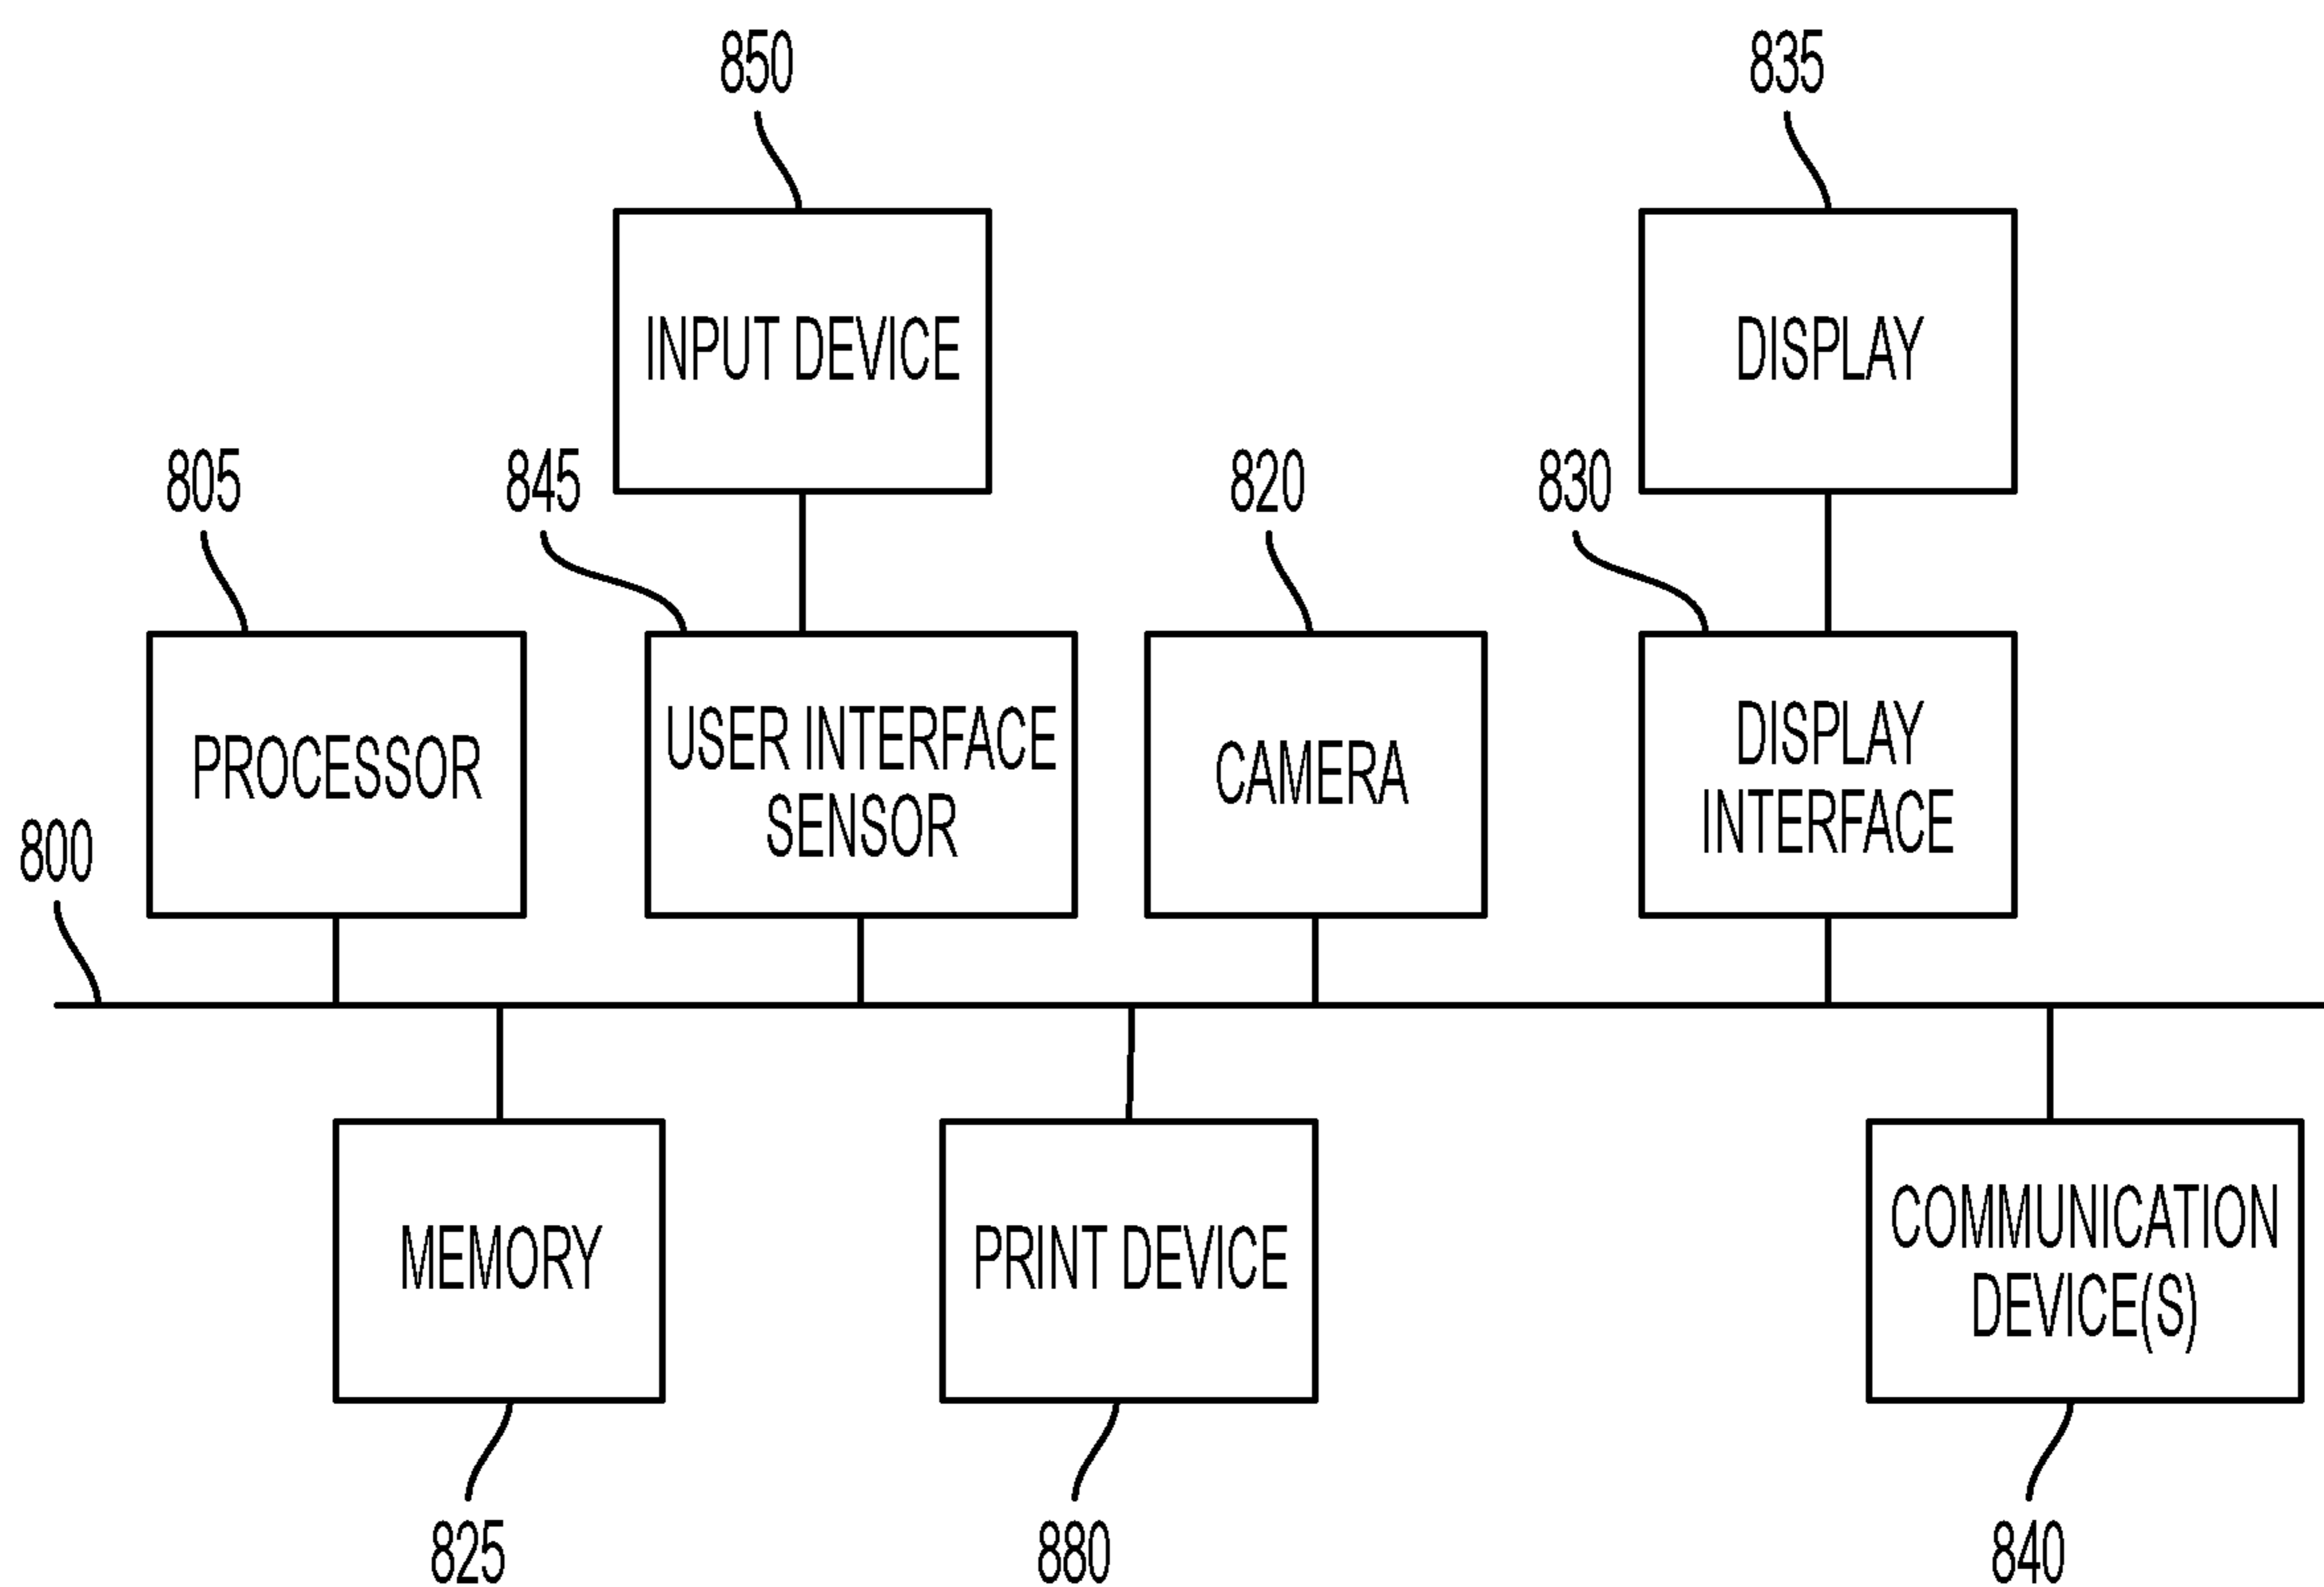 850
835
INPUT DEVICE
DISPLAY
805
845
820
830
PROCESSOR
USER INTERFACE
SENSOR
CAMERA
DISPLAY
INTERFACE
800
MEMORY
PRINT DEVICE
COMMUNICATION
DEVICE(S)
825
880
840